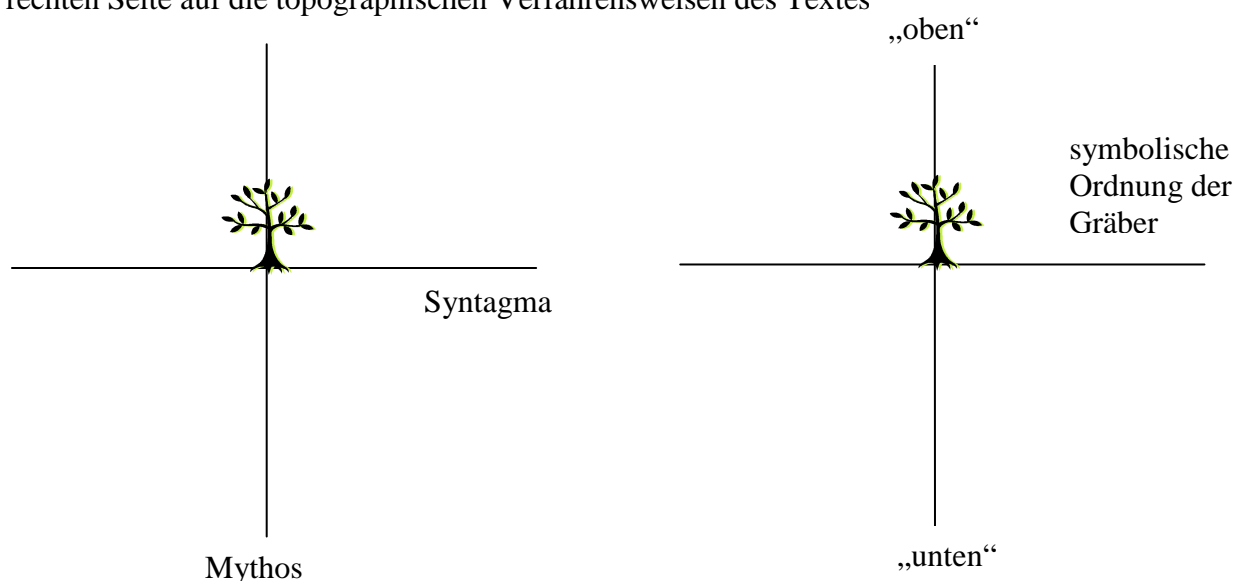 rechten Seite auf die topographischen Verfahrensweisen des Textes
„oben“
symbolische
Ordnung der
Gräber
Syntagma
Mythos
„unten“